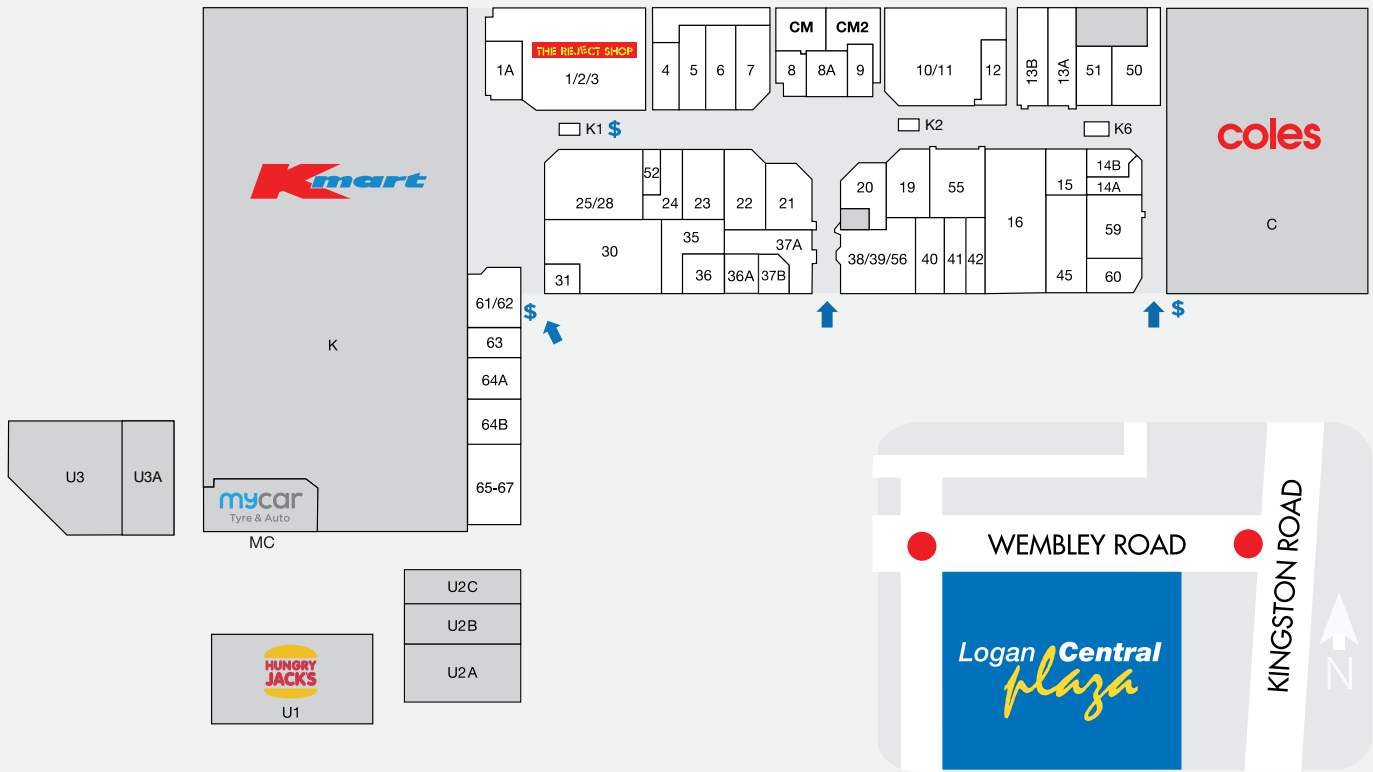 CM
CM2
THE REJECT SHOP
1A
1/2/3
4
5
6
7
8
8A
9
10/11
12
13B
13A
51
50
K1 $
K2
K6
Kmart
coles
52
25/28
24
23
22
21
20
19
55
16
15
14B
14A
C
30
35
37A
31
36
36A
37B
38/39/56
40
41
42
45
59
60
61/62
$
$
63
K
64A
64B
65-67
U3
U3A
mycar
Tyre & Auto
MC
U2C
U2B
U2A
HUNGRY
JACK'S
U1
WEMBLEY ROAD
KINGSTON ROAD
Logan Central
plaza
N